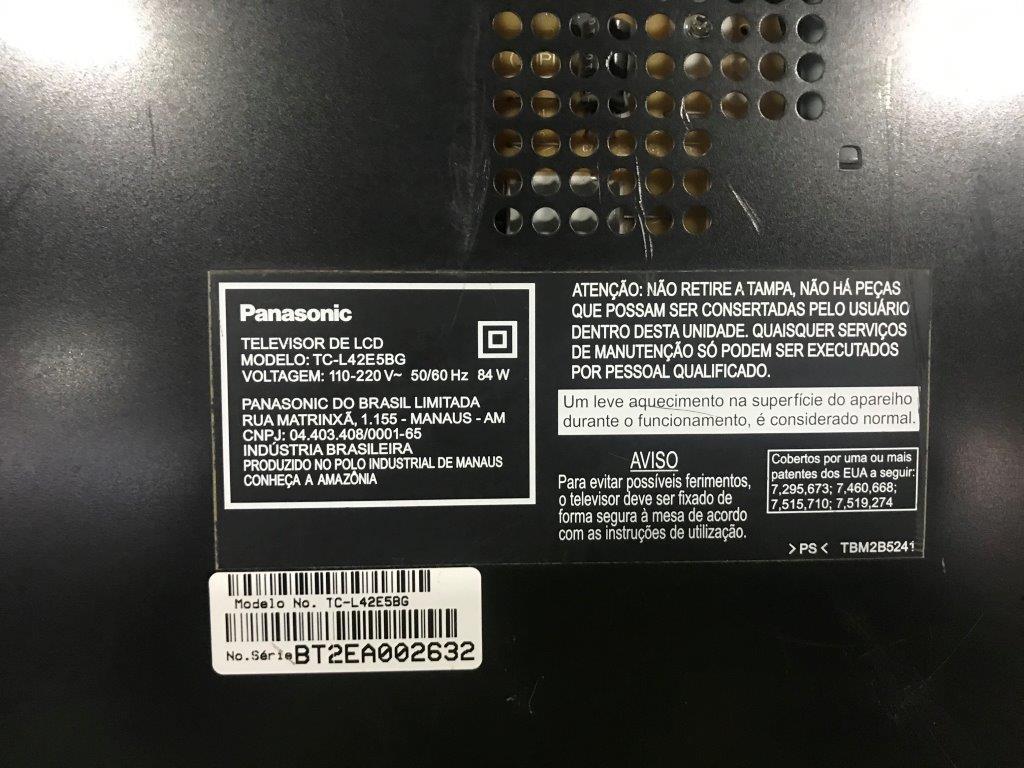 Panasonic
TELEVISOR DE LCD
MODELO: TC-L42E5BG
VOLTAGEM: 110-220 V~ 50/60 Hz 84 W
PANASONIC DO BRASIL LIMITADA
RUA MATRINXÃ, 1.155 - MANAUS - AM
CNPJ: 04.403.408/0001-65
INDÚSTRIA BRASILEIRA
PRODUZIDO NO POLO INDUSTRIAL DE MANAUS
CONHEÇA A AMAZÔNIA
ATENÇÃO: NÃO RETIRE A TAMPA, NÃO HÁ PEÇAS
QUE POSSAM SER CONSERTADAS PELO USUÁRIO
DENTRO DESTA UNIDADE. QUAISQUER SERVIÇOS
DE MANUTENÇÃO SÓ PODEM SER EXECUTADOS
POR PESSOAL QUALIFICADO.
Um leve aquecimento na superfície do aparelho
durante o funcionamento, é considerado normal.
AVISO
Para evitar possíveis ferimentos,
o televisor deve ser fixado de
forma segura à mesa de acordo
com as instruções de utilização.
Cobertos por uma ou mais
patentes dos EUA a seguir:
7,295,673; 7,460,668;
7,515,710; 7,519,274
>PS< TBM2B5241
Modelo No. TC-L42E5BG
No.Série BT2EA002632